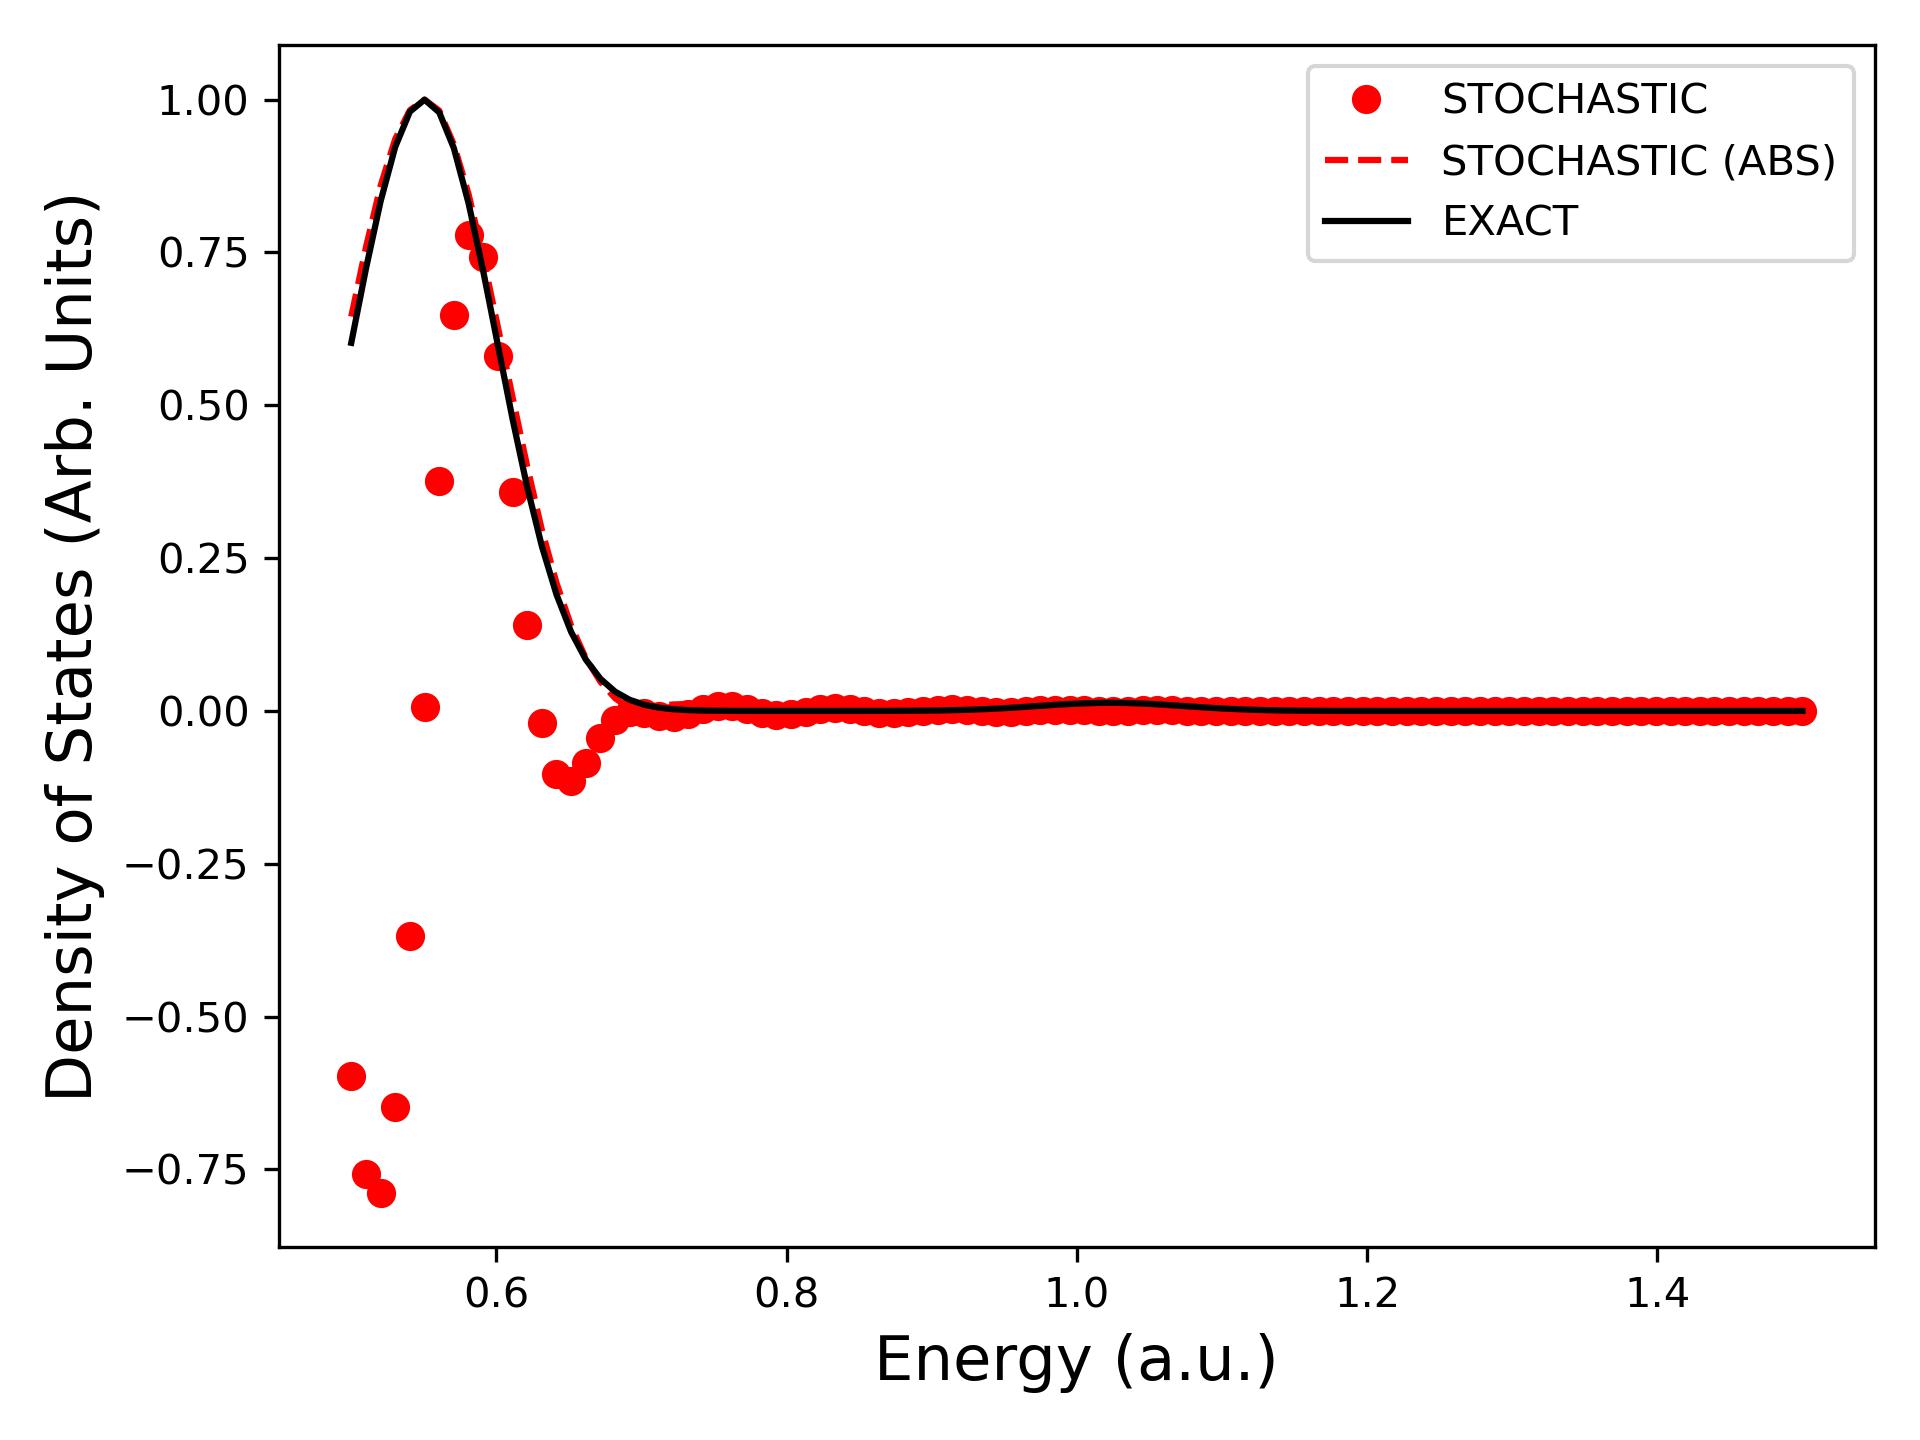 STOCHASTIC
STOCHASTIC (ABS)
EXACT
Density of States (Arb. Units)
1.00
0.75
0.50
0.25
0.00
−0.25
−0.50
−0.75
0.6 0.8 1.0 1.2 1.4
Energy (a.u.)